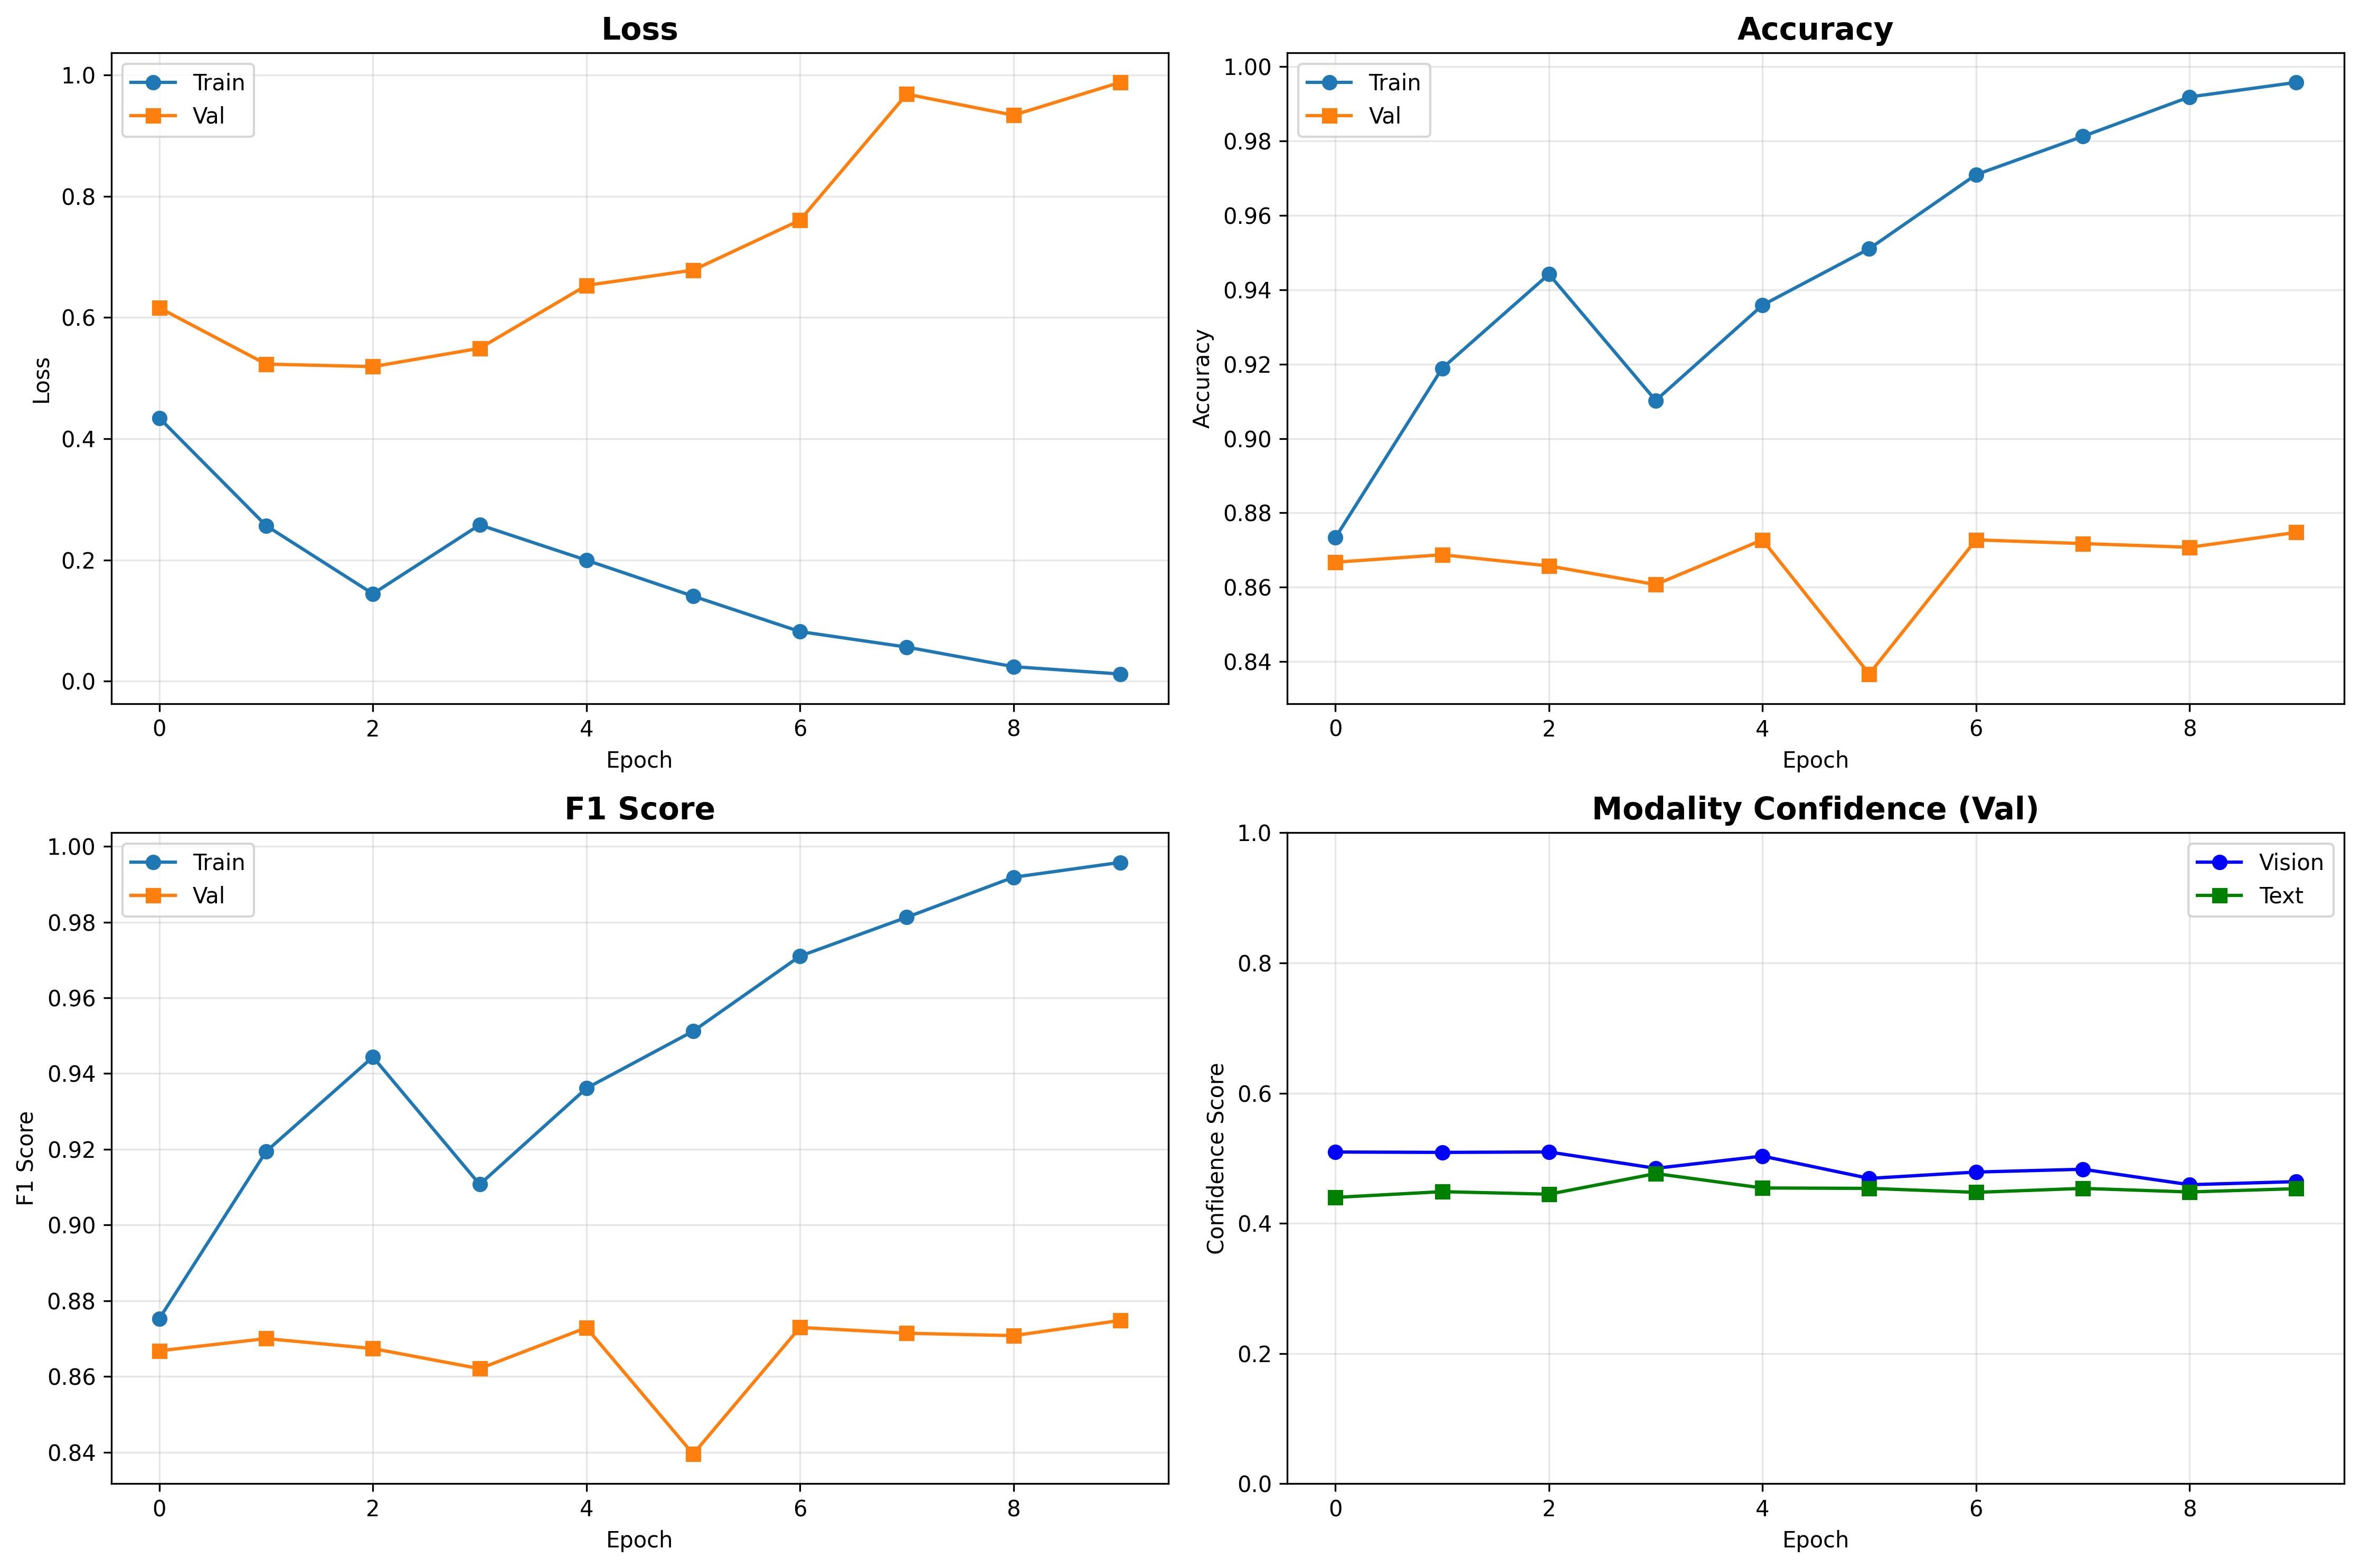 Loss
Train
Val
1.0
0.8
0.6
0.4
0.2
0.0
Loss
0 2 4 6 8
Epoch
Accuracy
Train
Val
1.00
0.98
0.96
0.94
0.92
0.90
0.88
0.86
0.84
Accuracy
0 2 4 6 8
Epoch
F1 Score
Train
Val
1.00
0.98
0.96
0.94
0.92
0.90
0.88
0.86
0.84
F1 Score
0 2 4 6 8
Epoch
Modality Confidence (Val)
Vision
Text
1.0
0.8
0.6
0.4
0.2
0.0
Confidence Score
0 2 4 6 8
Epoch